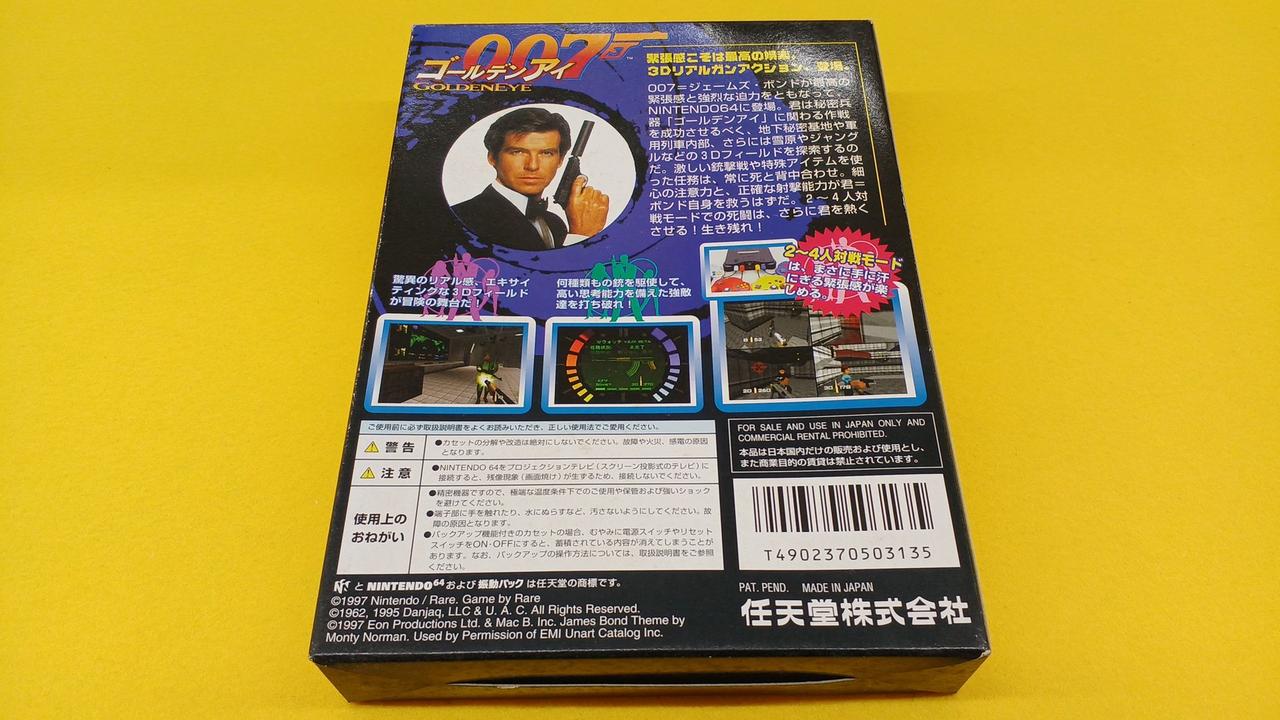 007
™
ゴールデンアイ
GOLDENEYE
緊張感こそは最高の娯楽。
3Dリアルガンアクション、登場。
007=ジェームズ・ボンドが最高の
緊張感と強烈な迫力をともなって、
NINTENDO64に登場。君は秘密兵
器「ゴールデンアイ」に関わる作戦
を成功させるべく、地下秘密基地や軍
用列車内部、さらには雪原やジャング
ルなどの3Dフィールドを探索するの
だ。激しい銃撃戦や特殊アイテムを使
った任務は、常に死と背中合わせ。細
心の注意力と、正確な射撃能力が君=
ボンド自身を救うはずだ。2〜4人対
戦モードでの死闘は、さらに君を熱く
させる!生き残れ!
驚異のリアル感、エキサイ
ティングな3Dフィールド
が冒険の舞台だ!
何種類もの銃を駆使して、
高い思考能力を備えた強敵
達を打ち破れ!
2〜4人対戦モード
は、まさに手に汗
にぎる緊張感が楽
しめる。
ご使用前に必ず取扱説明書をよくお読みいただき、正しい使用法でご愛用ください。
警告
●カセットの分解や改造は絶対にしないでください。故障や火災、感電の原因
となります。
注意
●NINTENDO 64をプロジェクションテレビ(スクリーン投影式のテレビ)に
接続すると、残像現象(画面焼け)が生ずるため、接続しないでください。
使用上の
おねがい
●精密機器ですので、極端な温度条件下でのご使用や保管および強いショック
を避けてください。
●端子部に手を触れたり、水にぬらすなど、汚さないようにしてください。故
障の原因となります。
●バックアップ機能付きのカセットの場合、むやみに電源スイッチやリセット
スイッチをON・OFFにすると、蓄積されている内容が消えてしまうことが
あります。なお、バックアップの操作方法については、取扱説明書をご参照
ください。
FOR SALE AND USE IN JAPAN ONLY AND
COMMERCIAL RENTAL PROHIBITED.
本品は日本国内だけの販売および使用とし、
また商業目的の賃貸は禁止されています。
T4902370503135
と NINTENDO64 および 振動パック は任天堂の商標です。
©1997 Nintendo / Rare. Game by Rare
©1962, 1995 Danjaq, LLC & U. A. C. All Rights Reserved.
©1997 Eon Productions Ltd. & Mac B. Inc. James Bond Theme by
Monty Norman. Used by Permission of EMI Unart Catalog Inc.
PAT. PEND. MADE IN JAPAN
任天堂株式会社